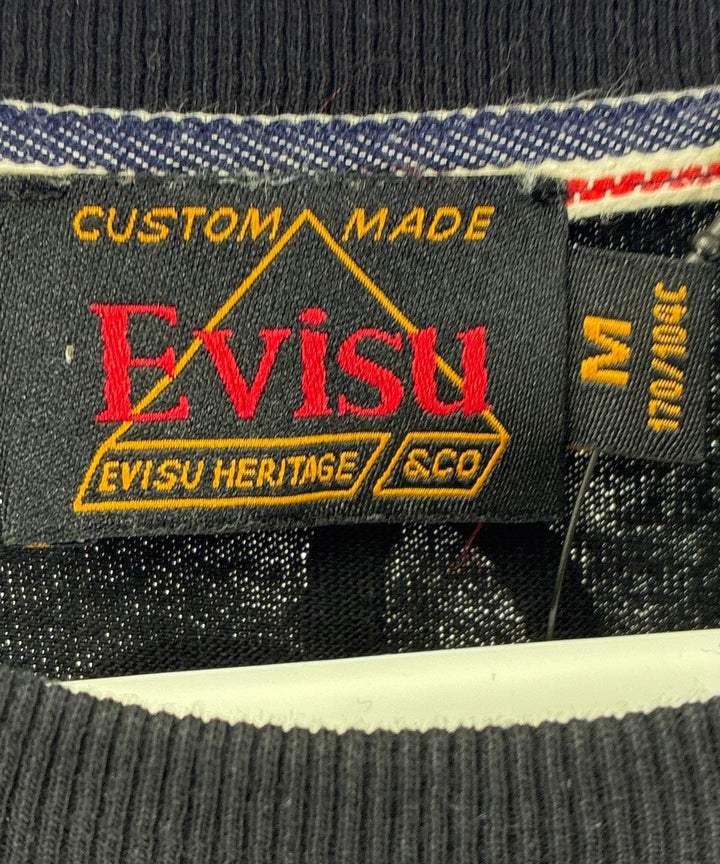 CUSTOM MADE
Evisu
EVISU HERITAGE &CO
M
170/104C